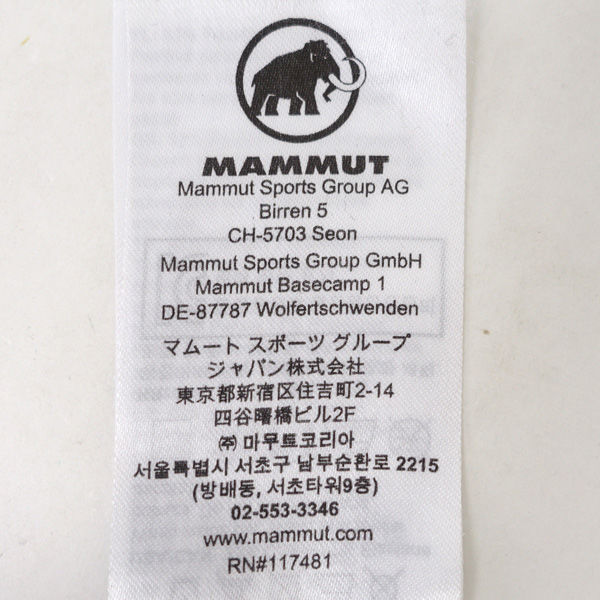 MAMMUT
Mammut Sports Group AG
Birren 5
CH-5703 Seon
Mammut Sports Group GmbH
Mammut Basecamp 1
DE-87787 Wolfertschwenden
マムート スポーツ グループ
ジャパン株式会社
東京都新宿区住吉町2-14
四谷曙橋ビル2F
㈜ 마무트코리아
서울특별시 서초구 남부순환로 2215
(방배동, 서초타워9층)
02-553-3346
www.mammut.com
RN#117481